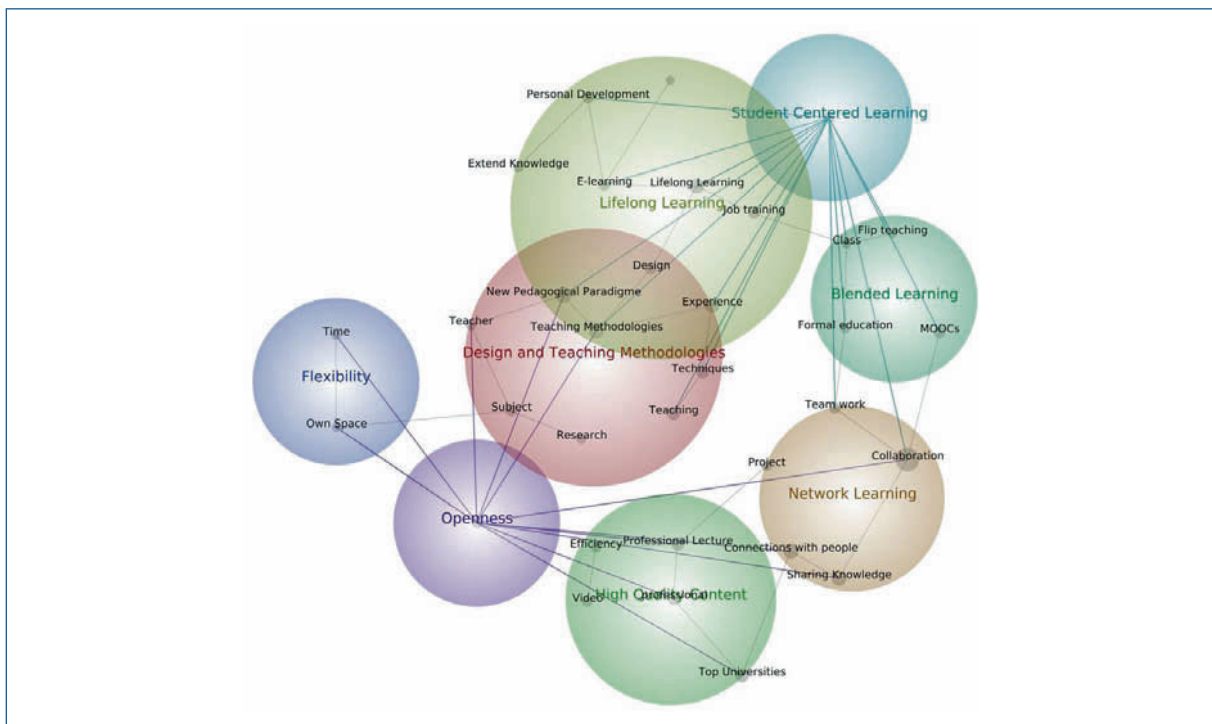 Personal Development
Student Centered Learning
Extend Knowledge
E-learning
Lifelong Learning
Lifelong Learning
Job training
Flip teaching
Class
Design
New Pedagogical Paradigme
Experience
Blended Learning
Teacher
Teaching Methodologies
Formal education
MOOCs
Time
Design and Teaching Methodologies
Flexibility
Techniques
Subject
Teaching
Team work
Own Space
Research
Collaboration
Project
Network Learning
Openness
Efficiency
Professional Lecture
Connections with people
Sharing Knowledge
Video
professional
High Quality Content
Top Universities